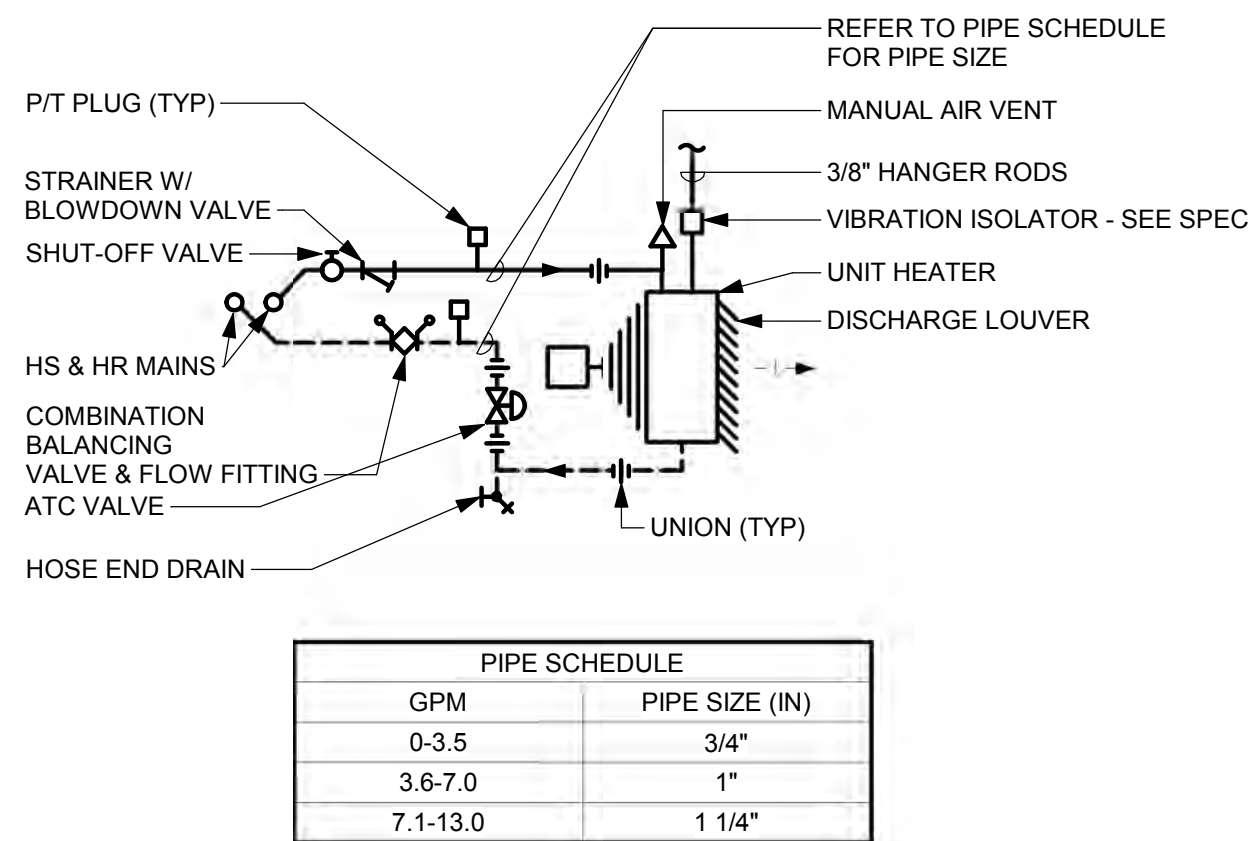 REFER TO PIPE SCHEDULE
FOR PIPE SIZE
P/T PLUG (TYP)
MANUAL AIR VENT
3/8" HANGER RODS
STRAINER W/
BLOWDOWN VALVE
VIBRATION ISOLATOR - SEE SPEC
SHUT-OFF VALVE
UNIT HEATER
DISCHARGE LOUVER
HS & HR MAINS
COMBINATION
BALANCING
VALVE & FLOW FITTING
ATC VALVE
UNION (TYP)
HOSE END DRAIN
PIPE SCHEDULE
GPM PIPE SIZE (IN)
0-3.5 3/4"
3.6-7.0 1"
7.1-13.0 1 1/4"